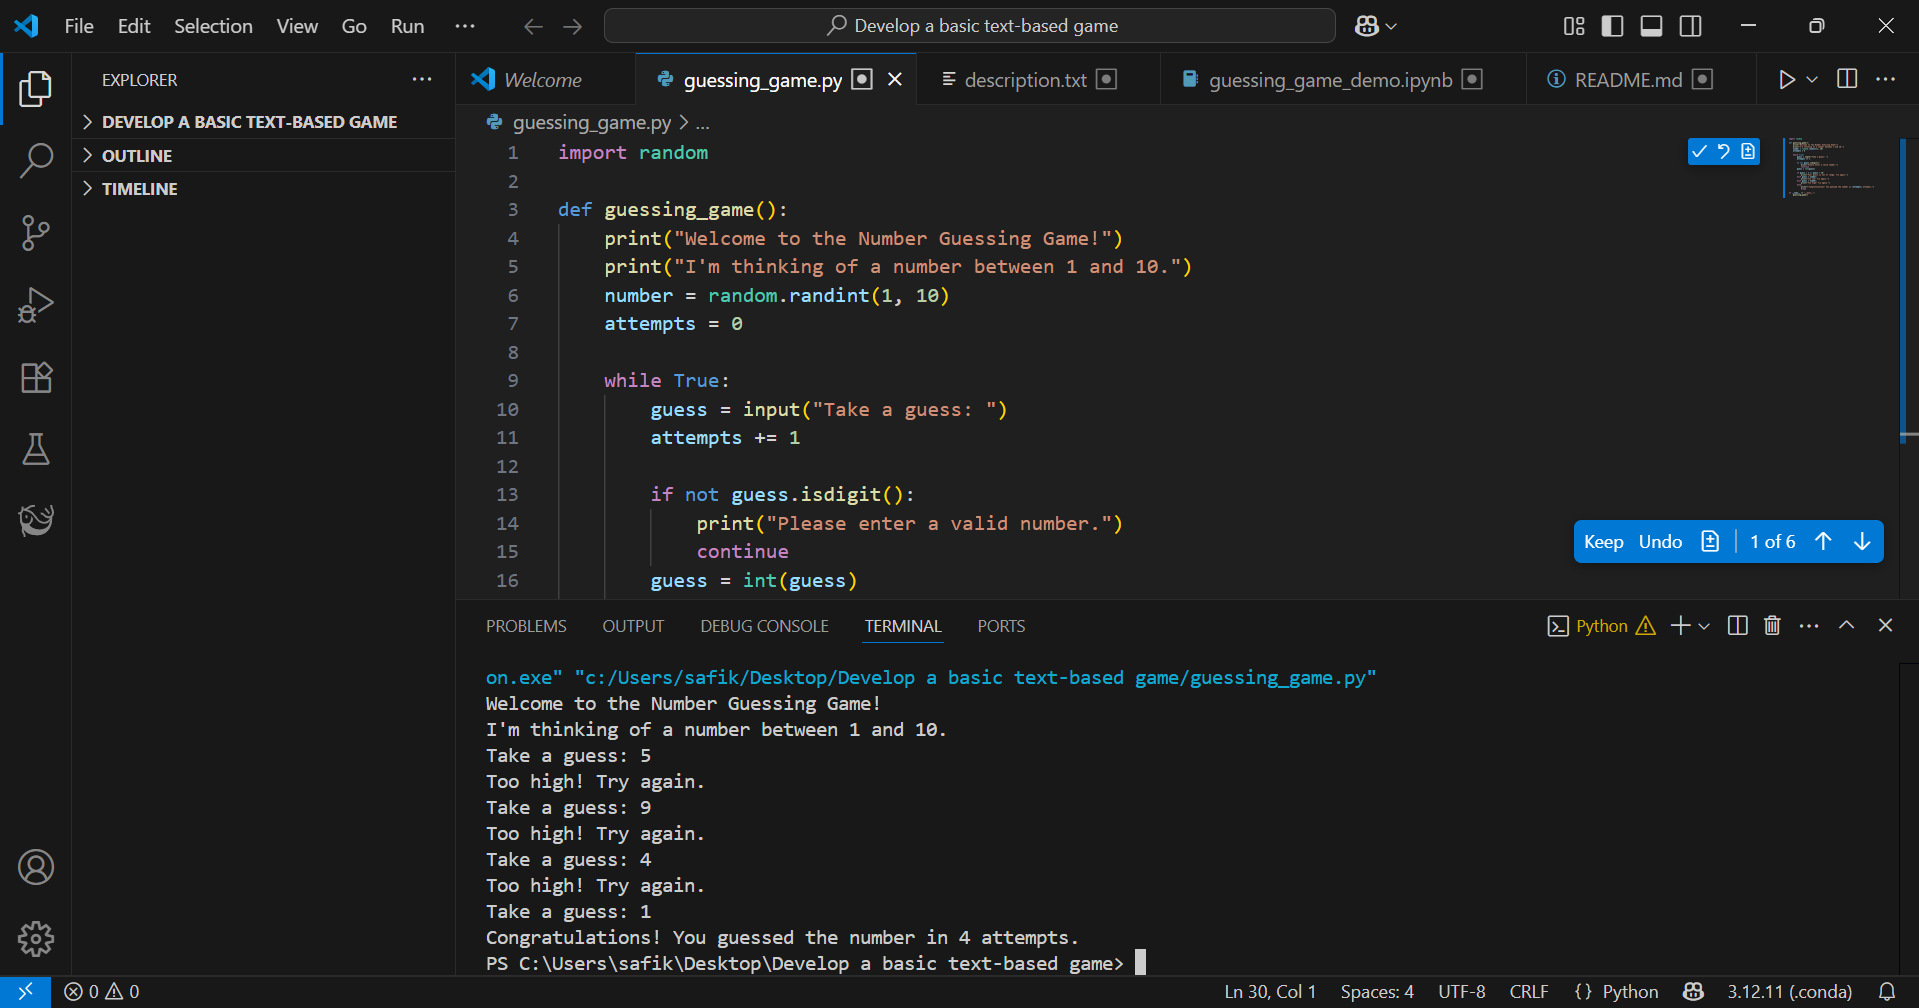 File Edit Selection View Go Run ··· Develop a basic text-based game
EXPLORER ···
DEVELOP A BASIC TEXT-BASED GAME
OUTLINE
TIMELINE
Welcome guessing_game.py description.txt guessing_game_demo.ipynb README.md ···
guessing_game.py > ...
1 import random
2
3 def guessing_game():
4 print("Welcome to the Number Guessing Game!")
5 print("I'm thinking of a number between 1 and 10.")
6 number = random.randint(1, 10)
7 attempts = 0
8
9 while True:
10 guess = input("Take a guess: ")
11 attempts += 1
12
13 if not guess.isdigit():
14 print("Please enter a valid number.")
15 continue
16 guess = int(guess)
Keep Undo 1 of 6
PROBLEMS OUTPUT DEBUG CONSOLE TERMINAL PORTS Python ···
on.exe" "c:/Users/safik/Desktop/Develop a basic text-based game/guessing_game.py"
Welcome to the Number Guessing Game!
I'm thinking of a number between 1 and 10.
Take a guess: 5
Too high! Try again.
Take a guess: 9
Too high! Try again.
Take a guess: 4
Too high! Try again.
Take a guess: 1
Congratulations! You guessed the number in 4 attempts.
PS C:\Users\safik\Desktop\Develop a basic text-based game>
0 0 Ln 30, Col 1 Spaces: 4 UTF-8 CRLF {} Python 3.12.11 (.conda)